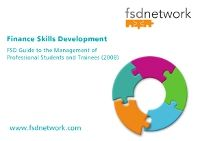 fsdnetwork
Finance Skills Development
FSD Guide to the Management of
Professional Students and Trainees (2008)
www.fsdnetwork.com